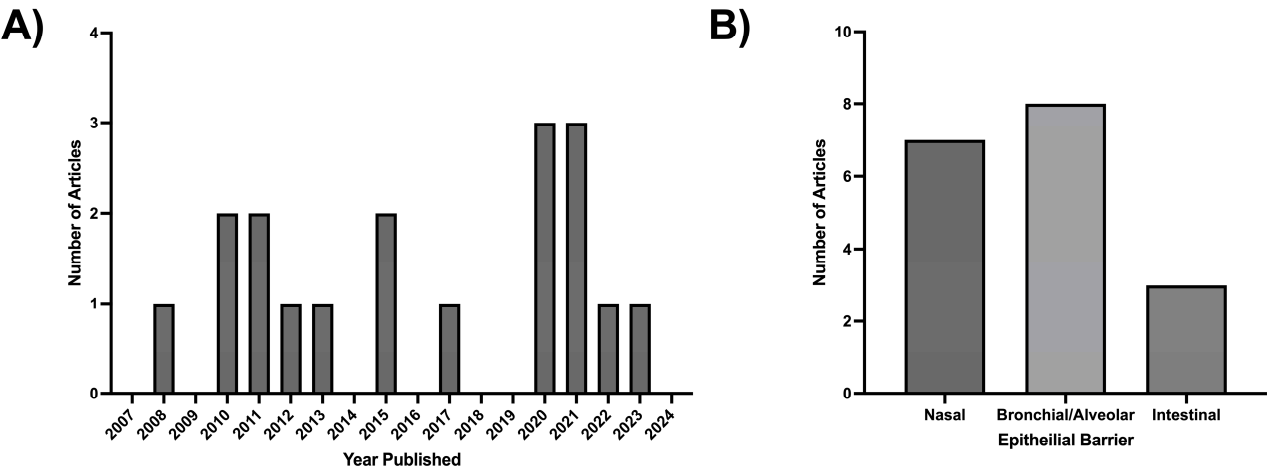 A)
Number of Articles
4
3
2
1
0
2007 2008 2009 2010 2011 2012 2013 2014 2015 2016 2017 2018 2019 2020 2021 2022 2023 2024
Year Published
B)
Number of Articles
10
8
6
4
2
0
Nasal Bronchial/Alveolar Intestinal
Epitheilial Barrier